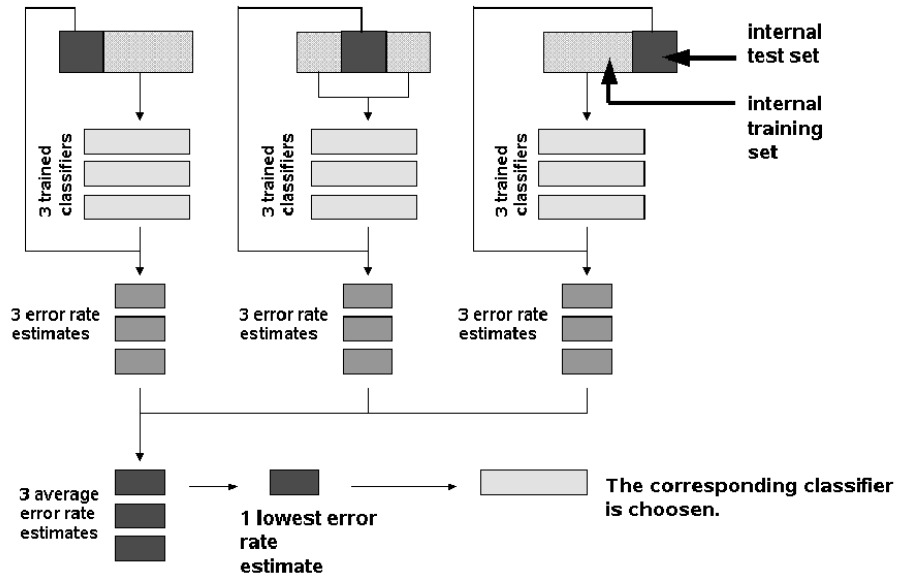 internal
test set
internal
training
set
3 trained
classifiers
3 trained
classifiers
3 trained
classifiers
3 error rate
estimates
3 error rate
estimates
3 error rate
estimates
3 average
error rate
estimates
1 lowest error
rate
estimate
The corresponding classifier
is choosen.